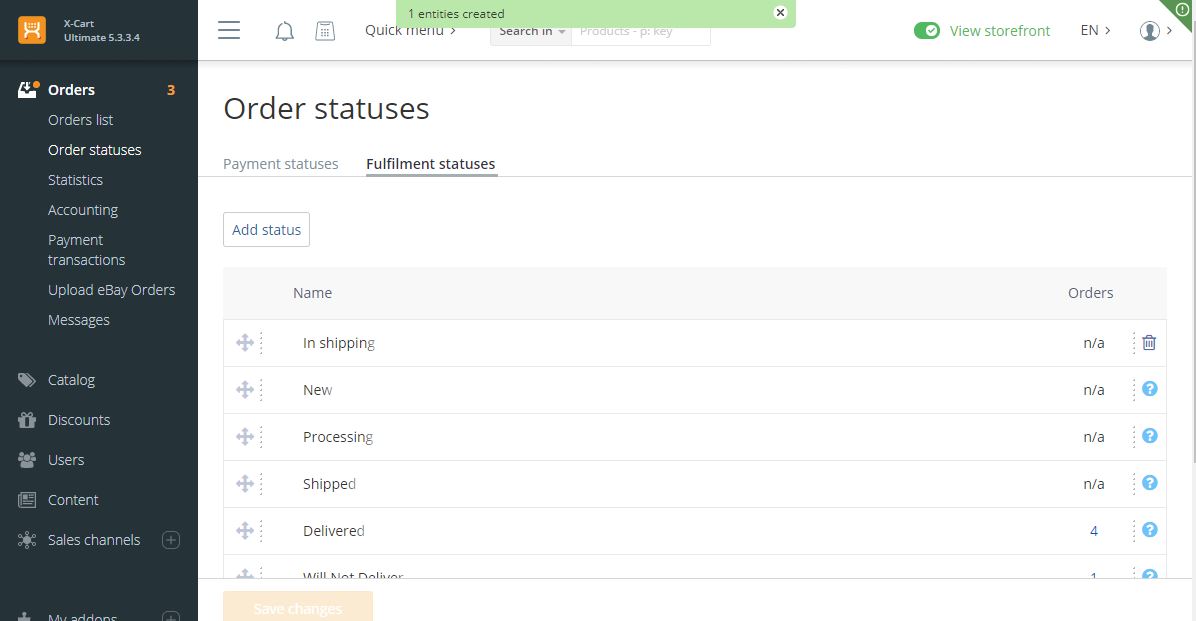 X-Cart
Ultimate 5.3.3.4
1 entities created
Quick menu
Search in
Products - p: key
View storefront
EN
Orders 3
Orders list
Order statuses
Statistics
Accounting
Payment
transactions
Upload eBay Orders
Messages
Catalog
Discounts
Users
Content
Sales channels
My addons
Order statuses
Payment statuses Fulfilment statuses
Add status
Name Orders
In shipping n/a
New n/a
Processing n/a
Shipped n/a
Delivered 4
Will Not Deliver 1
Save changes